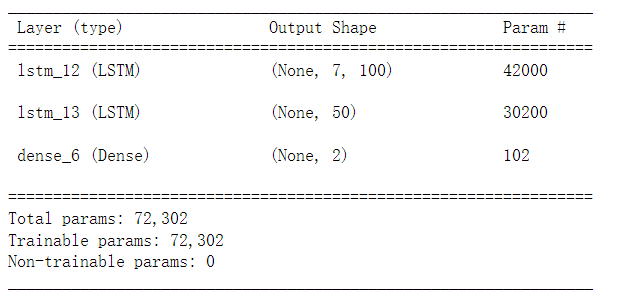 Layer (type) Output Shape Param #
lstm_12 (LSTM) (None, 7, 100) 42000
lstm_13 (LSTM) (None, 50) 30200
dense_6 (Dense) (None, 2) 102
Total params: 72,302
Trainable params: 72,302
Non-trainable params: 0